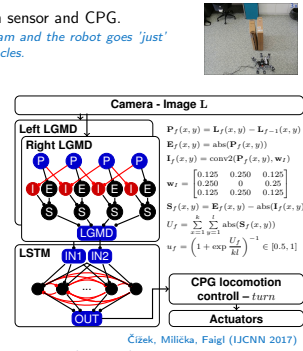 sensor and CPG.
am and the robot goes 'just'
cles.
Camera - Image L
Left LGMD
Right LGMD
P P P P
I E I E I E I E
S S S S
LGMD
LSTM
IN1 IN2
...
OUT
P_f(x, y) = L_f(x, y) − L_{f−1}(x, y)
E_f(x, y) = abs(P_f(x, y))
I_f(x, y) = conv2(P_f(x, y), w_I)
w_I = [0.125 0.250 0.125
0.250 0 0.25
0.125 0.250 0.125]
S_f(x, y) = E_f(x, y) − abs(I_f(x, y))
U_f = ∑_{x=1}^{k} ∑_{y=1}^{l} abs(S_f(x, y))
u_f = (1 + exp U_f/kl)^{−1} ∈ [0.5, 1]
CPG locomotion
controll – turn
Actuators
Čížek, Milička, Faigl (IJCNN 2017)